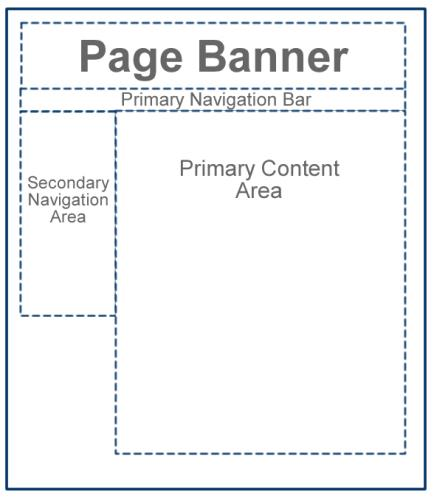 Page Banner
Primary Navigation Bar
Secondary
Navigation
Area
Primary Content
Area